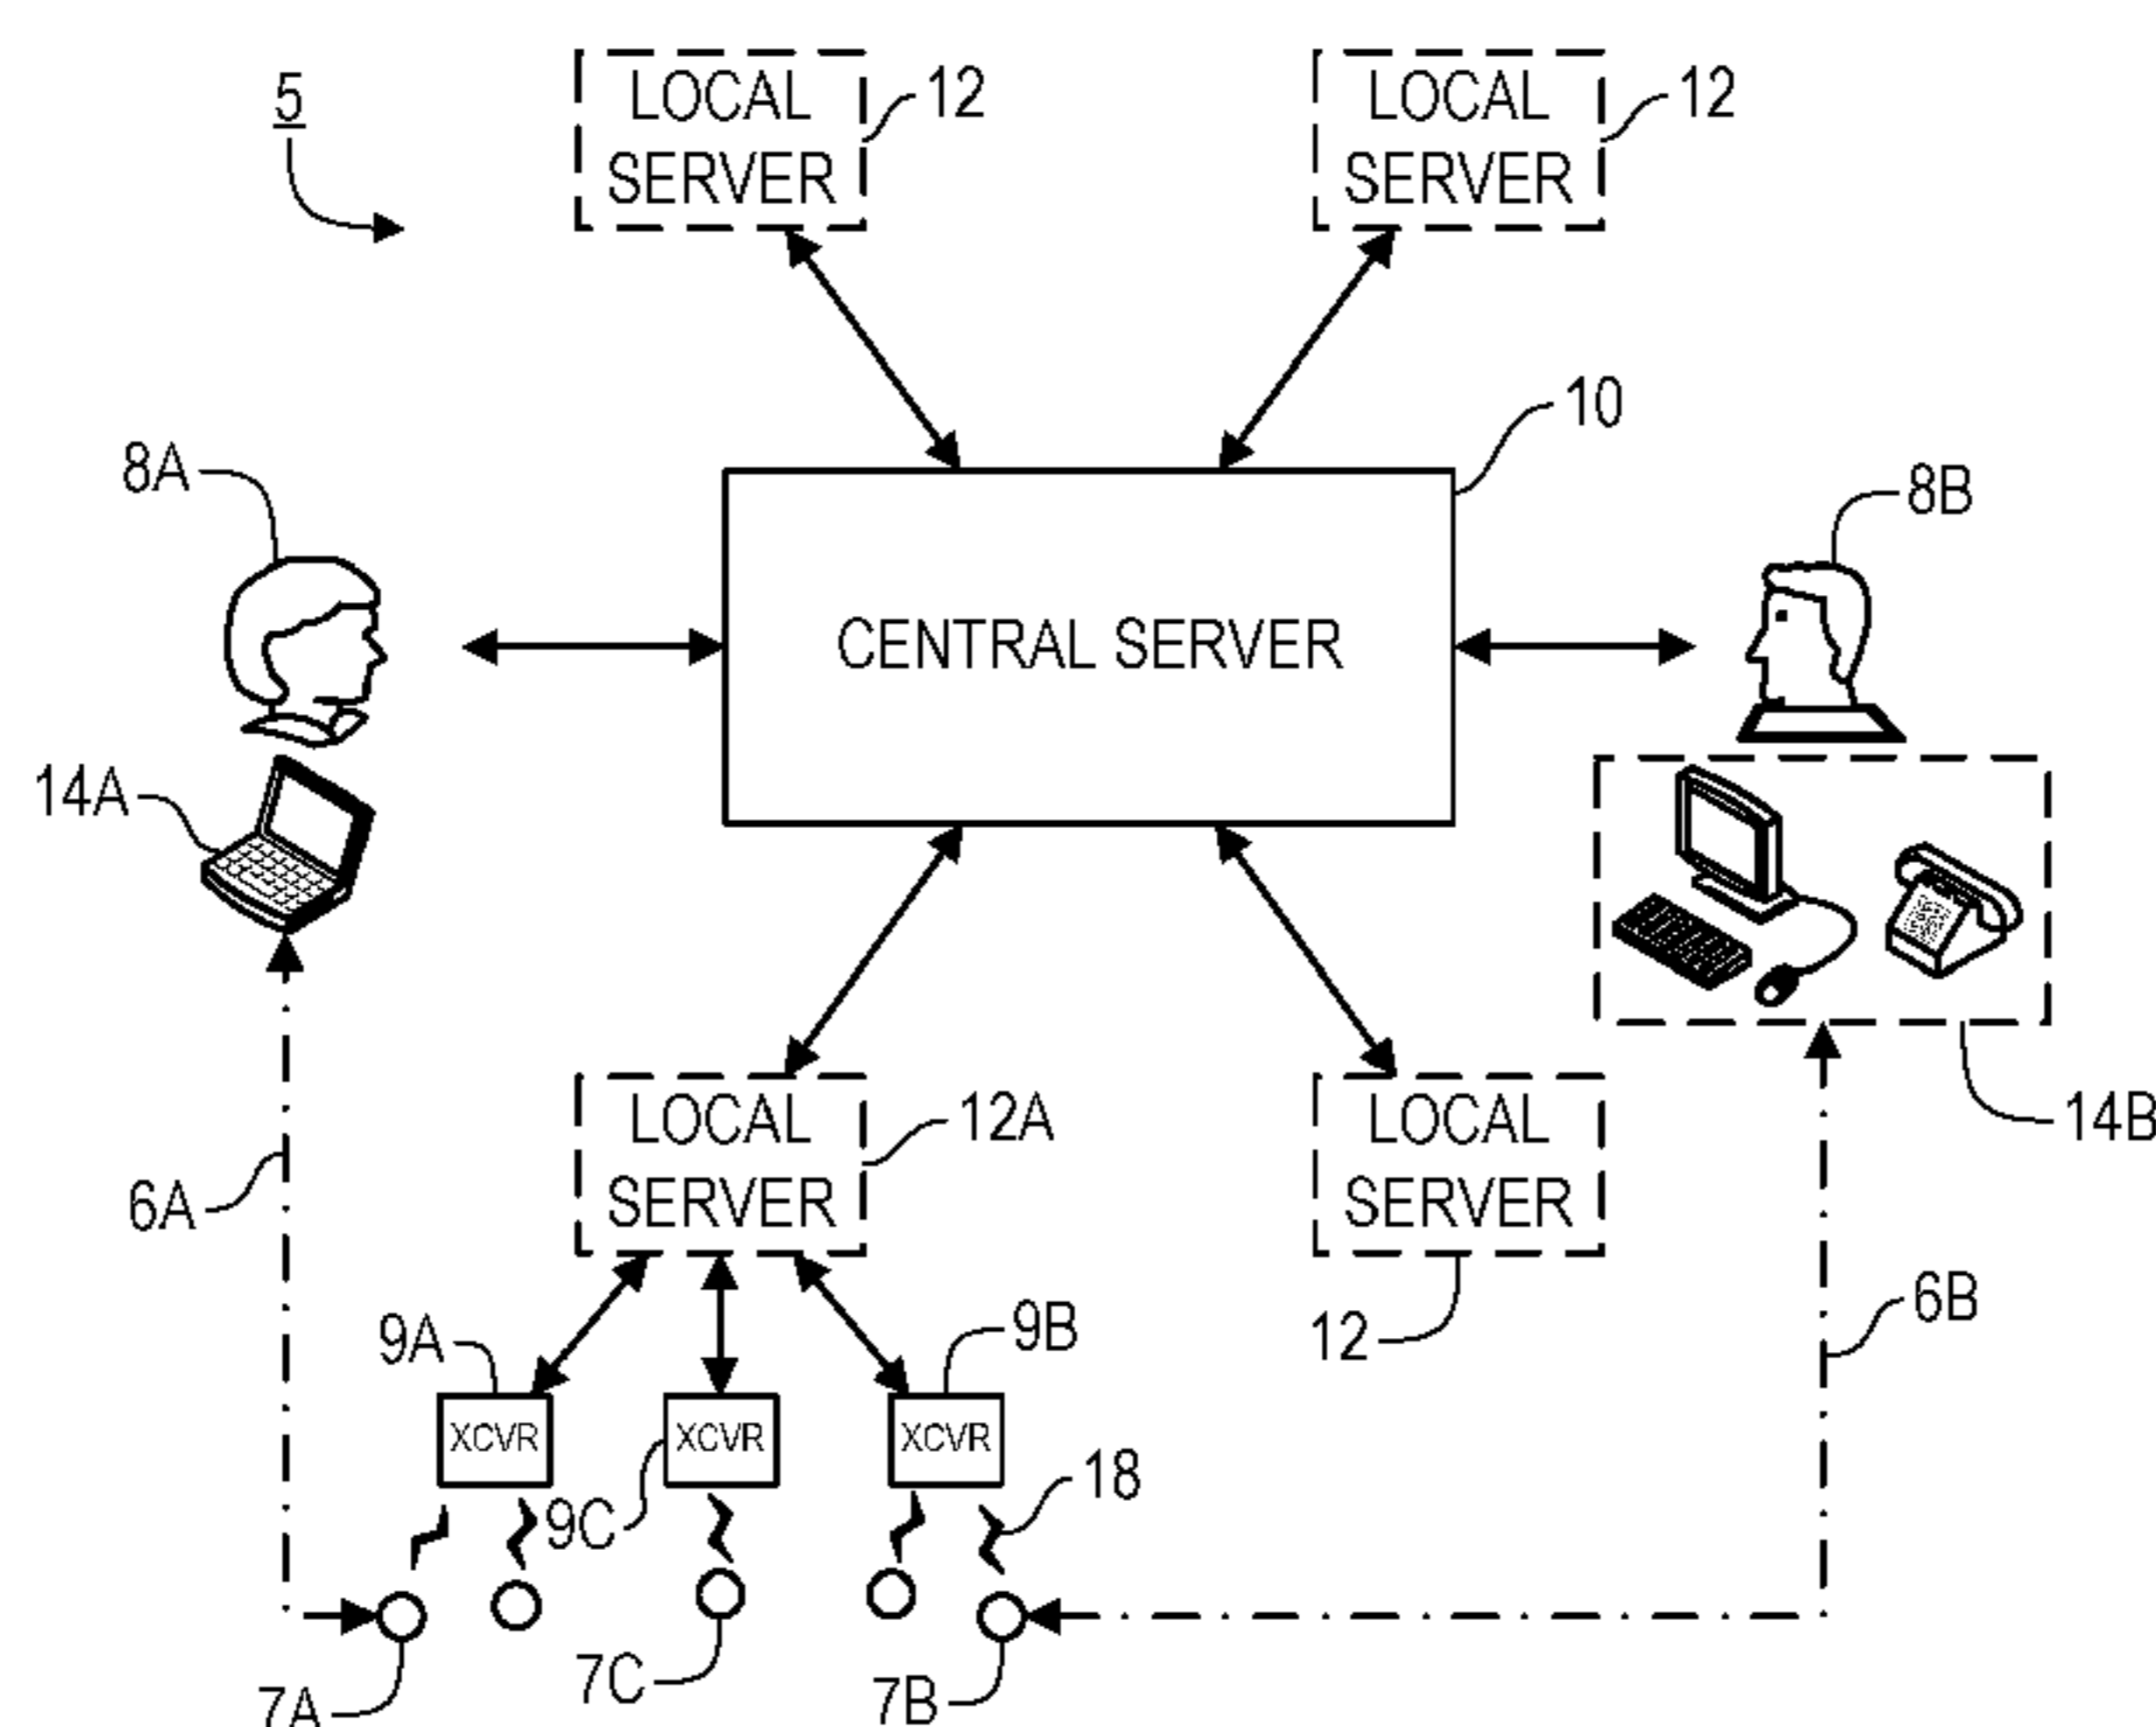 5
LOCAL
SERVER
12
LOCAL
SERVER
12
10
8A
8B
CENTRAL SERVER
14A
14B
LOCAL
SERVER
12A
LOCAL
SERVER
12
6A
6B
9A
9B
XCVR
XCVR
XCVR
9C
18
7A
7C
7B